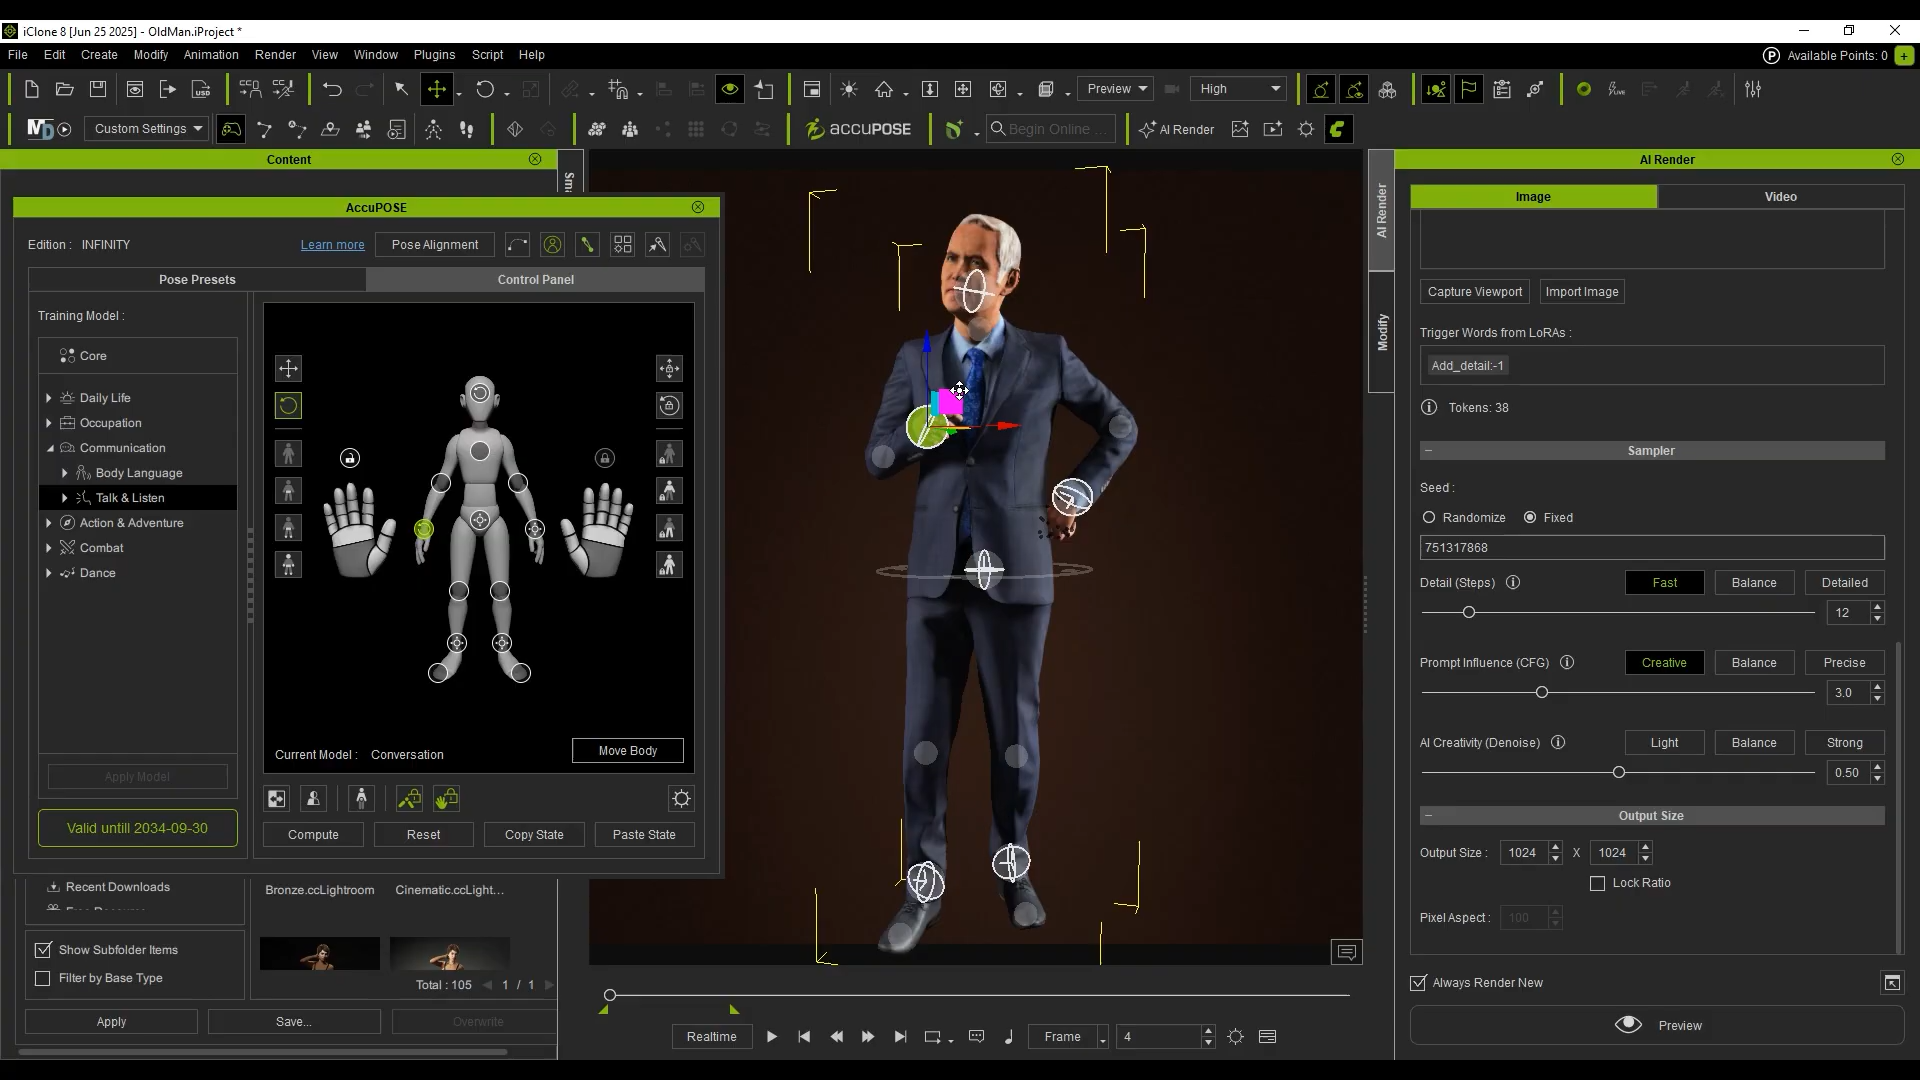 iClone 8 [Jun 25 2025] - OldMan.iProject *
File Edit Create Modify Animation Render View Window Plugins Script Help
Available Points: 0
Preview
High
Custom Settings
ACCUPOSE
Begin Online ...
AI Render
Content
AI Render
AccuPOSE
Image
Video
Edition : INFINITY
Learn more
Pose Alignment
Pose Presets
Control Panel
Training Model :
Core
Daily Life
Occupation
Communication
Body Language
Talk & Listen
Action & Adventure
Combat
Dance
Apply Model
Valid untill 2034-09-30
Current Model : Conversation
Move Body
Compute
Reset
Copy State
Paste State
Recent Downloads
Bronze.ccLightroom
Cinematic.ccLight...
Show Subfolder Items
Filter by Base Type
Total : 105
1 / 1
Apply
Save...
Overwrite
Realtime
Frame
4
AI Render
Modify
Capture Viewport
Import Image
Trigger Words from LoRAs :
Add_detail:-1
Tokens: 38
Sampler
Seed :
Randomize
Fixed
751317868
Detail (Steps)
Fast
Balance
Detailed
12
Prompt Influence (CFG)
Creative
Balance
Precise
3.0
AI Creativity (Denoise)
Light
Balance
Strong
0.50
Output Size
Output Size : 1024 X 1024
Lock Ratio
Pixel Aspect : 100
Always Render New
Preview